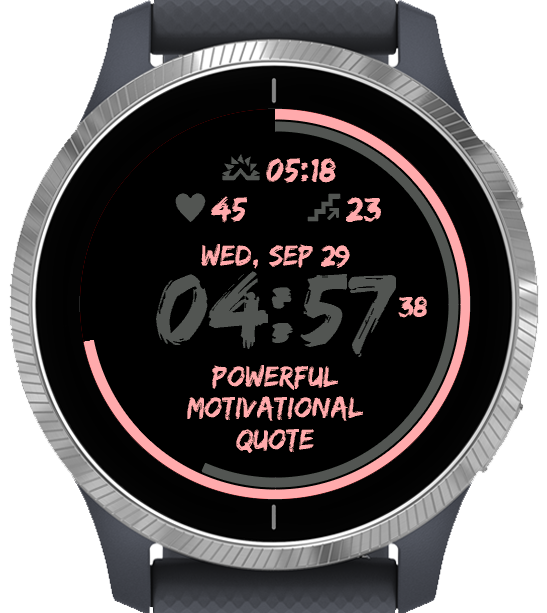 05:18
45 23
WED, SEP 29
04:57 38
POWERFUL
MOTIVATIONAL
QUOTE